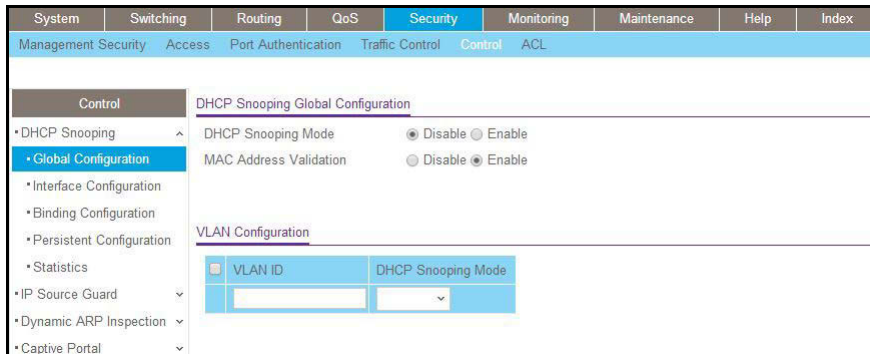 System Switching Routing QoS Security Monitoring Maintenance Help Index
Management Security Access Port Authentication Traffic Control Control ACL
Control
DHCP Snooping
Global Configuration
Interface Configuration
Binding Configuration
Persistent Configuration
Statistics
IP Source Guard
Dynamic ARP Inspection
Captive Portal
DHCP Snooping Global Configuration
DHCP Snooping Mode Disable Enable
MAC Address Validation Disable Enable
VLAN Configuration
VLAN ID DHCP Snooping Mode